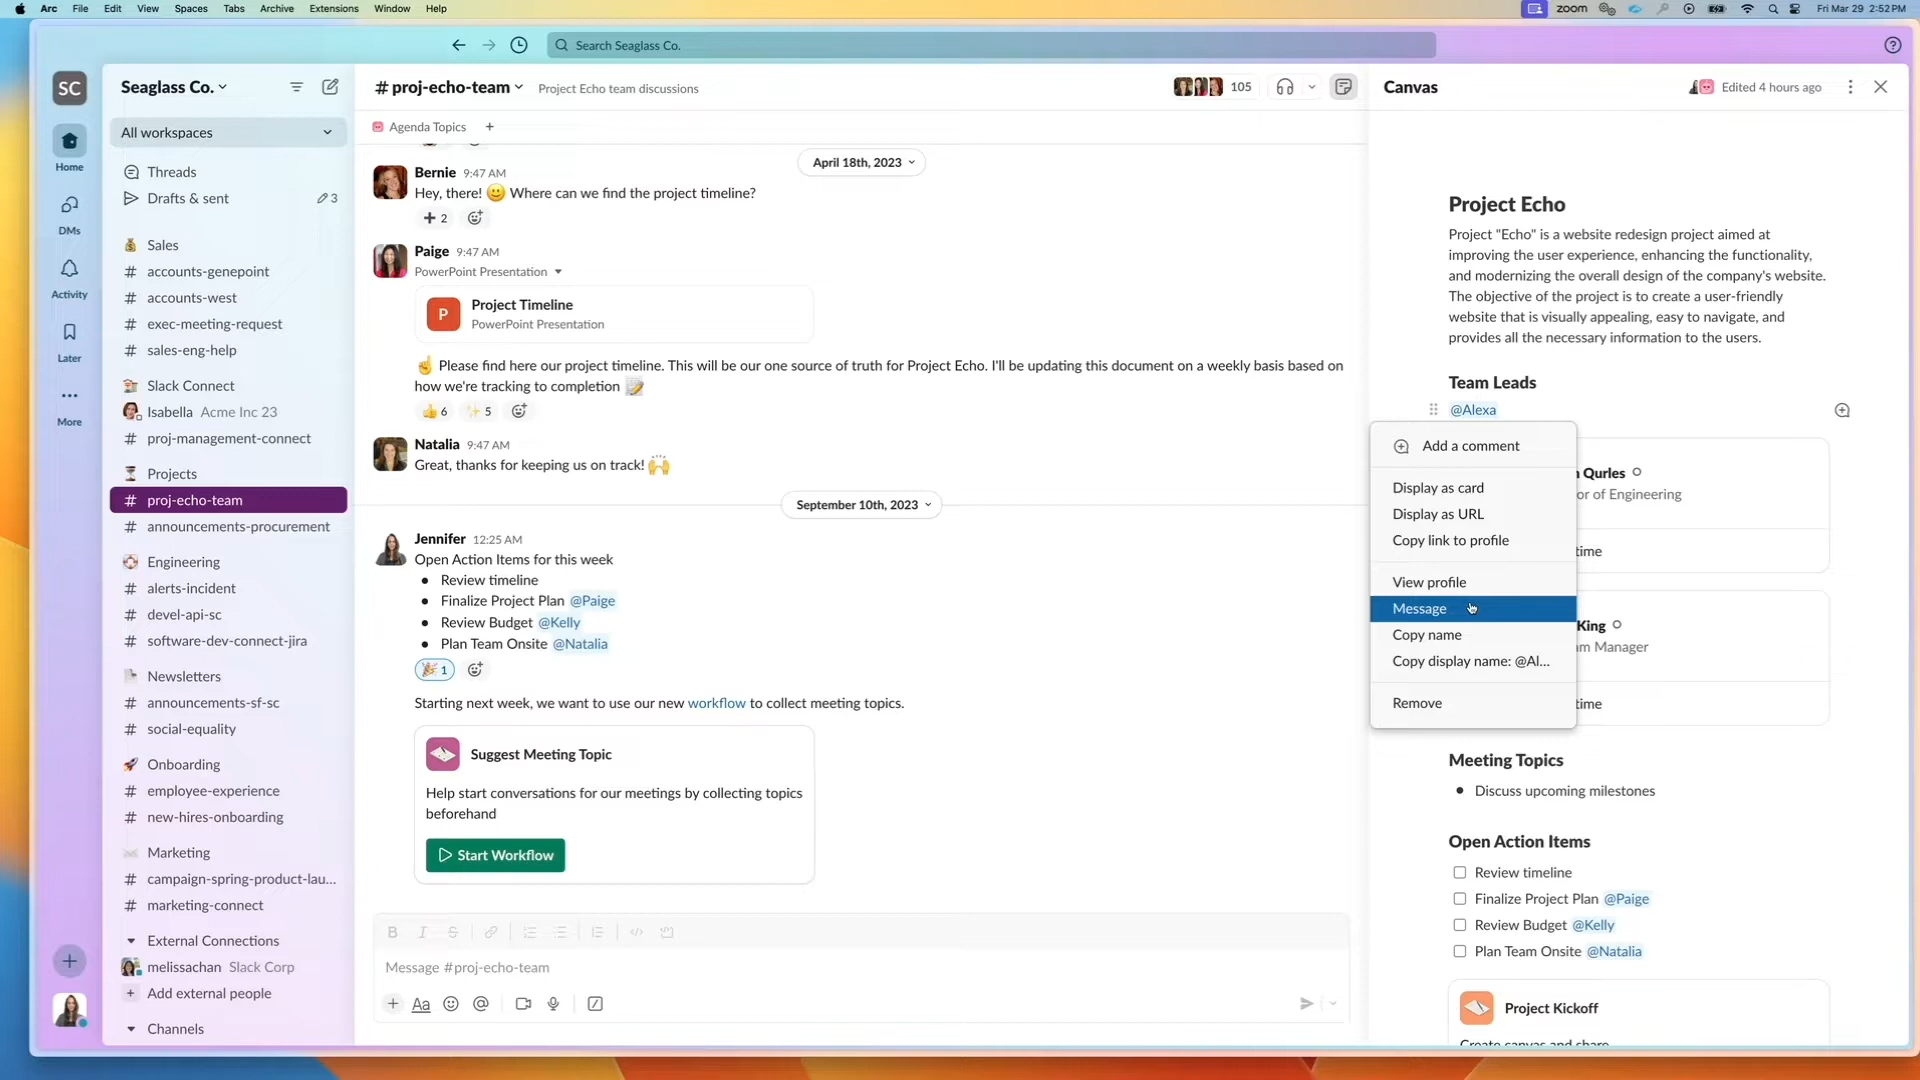 Arc File Edit View Spaces Tabs Archive Extensions Window Help
zoom
Fri Mar 29 2:52 PM
Search Seaglass Co.
SC
Home
DMs
Activity
Later
More
Seaglass Co.
All workspaces
Threads
Drafts & sent 3
Sales
# accounts-genepoint
# accounts-west
# exec-meeting-request
# sales-eng-help
Slack Connect
Isabella Acme Inc 23
# proj-management-connect
Projects
# proj-echo-team
# announcements-procurement
Engineering
# alerts-incident
# devel-api-sc
# software-dev-connect-jira
Newsletters
# announcements-sf-sc
# social-equality
Onboarding
# employee-experience
# new-hires-onboarding
Marketing
# campaign-spring-product-lau...
# marketing-connect
External Connections
melissachan Slack Corp
+ Add external people
Channels
# proj-echo-team
Project Echo team discussions
105
Agenda Topics +
April 18th, 2023
Bernie 9:47 AM
Hey, there! 🙂 Where can we find the project timeline?
➕ 2
Paige 9:47 AM
PowerPoint Presentation
P
Project Timeline
PowerPoint Presentation
☝️ Please find here our project timeline. This will be our one source of truth for Project Echo. I'll be updating this document on a weekly basis based on
how we're tracking to completion 📝
👍 6 ✨ 5
Natalia 9:47 AM
Great, thanks for keeping us on track! 🙌
September 10th, 2023
Jennifer 12:25 AM
Open Action Items for this week
• Review timeline
• Finalize Project Plan @Paige
• Review Budget @Kelly
• Plan Team Onsite @Natalia
🎉 1
Starting next week, we want to use our new workflow to collect meeting topics.
Suggest Meeting Topic
Help start conversations for our meetings by collecting topics
beforehand
Start Workflow
B I S
Message #proj-echo-team
+ Aa @
Canvas
Edited 4 hours ago
Project Echo
Project "Echo" is a website redesign project aimed at
improving the user experience, enhancing the functionality,
and modernizing the overall design of the company's website.
The objective of the project is to create a user-friendly
website that is visually appealing, easy to navigate, and
provides all the necessary information to the users.
Team Leads
@Alexa
Add a comment
Display as card
Display as URL
Copy link to profile
View profile
Message
Copy name
Copy display name: @Al...
Remove
Qurles
or of Engineering
time
King
m Manager
time
Meeting Topics
• Discuss upcoming milestones
Open Action Items
Review timeline
Finalize Project Plan @Paige
Review Budget @Kelly
Plan Team Onsite @Natalia
Project Kickoff
Create canvas and share